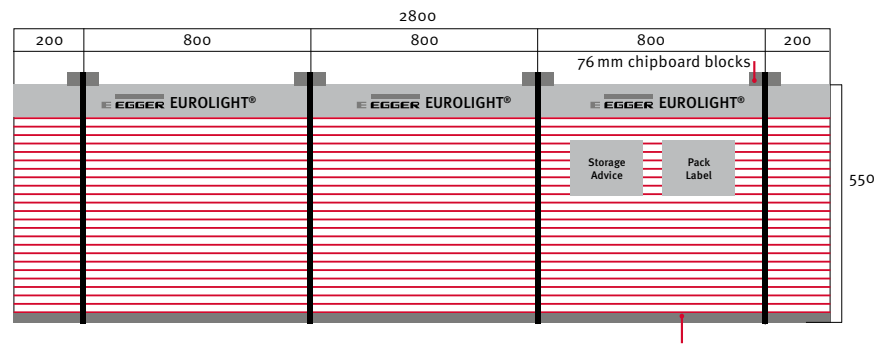 2800
200 800 800 800 200
76 mm chipboard blocks
E EGGER EUROLIGHT® E EGGER EUROLIGHT® E EGGER EUROLIGHT®
Storage Advice
Pack Label
550